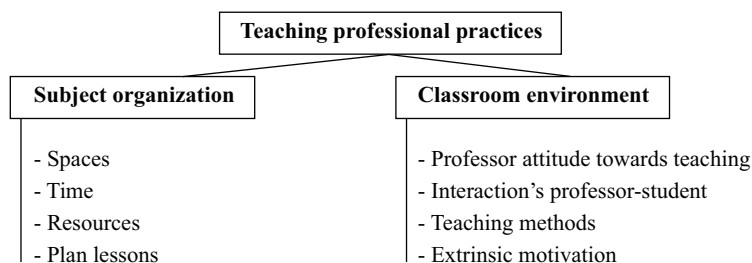 Teaching professional practices
Subject organization
- Spaces
- Time
- Resources
- Plan lessons
Classroom environment
- Professor attitude towards teaching
- Interaction’s professor-student
- Teaching methods
- Extrinsic motivation